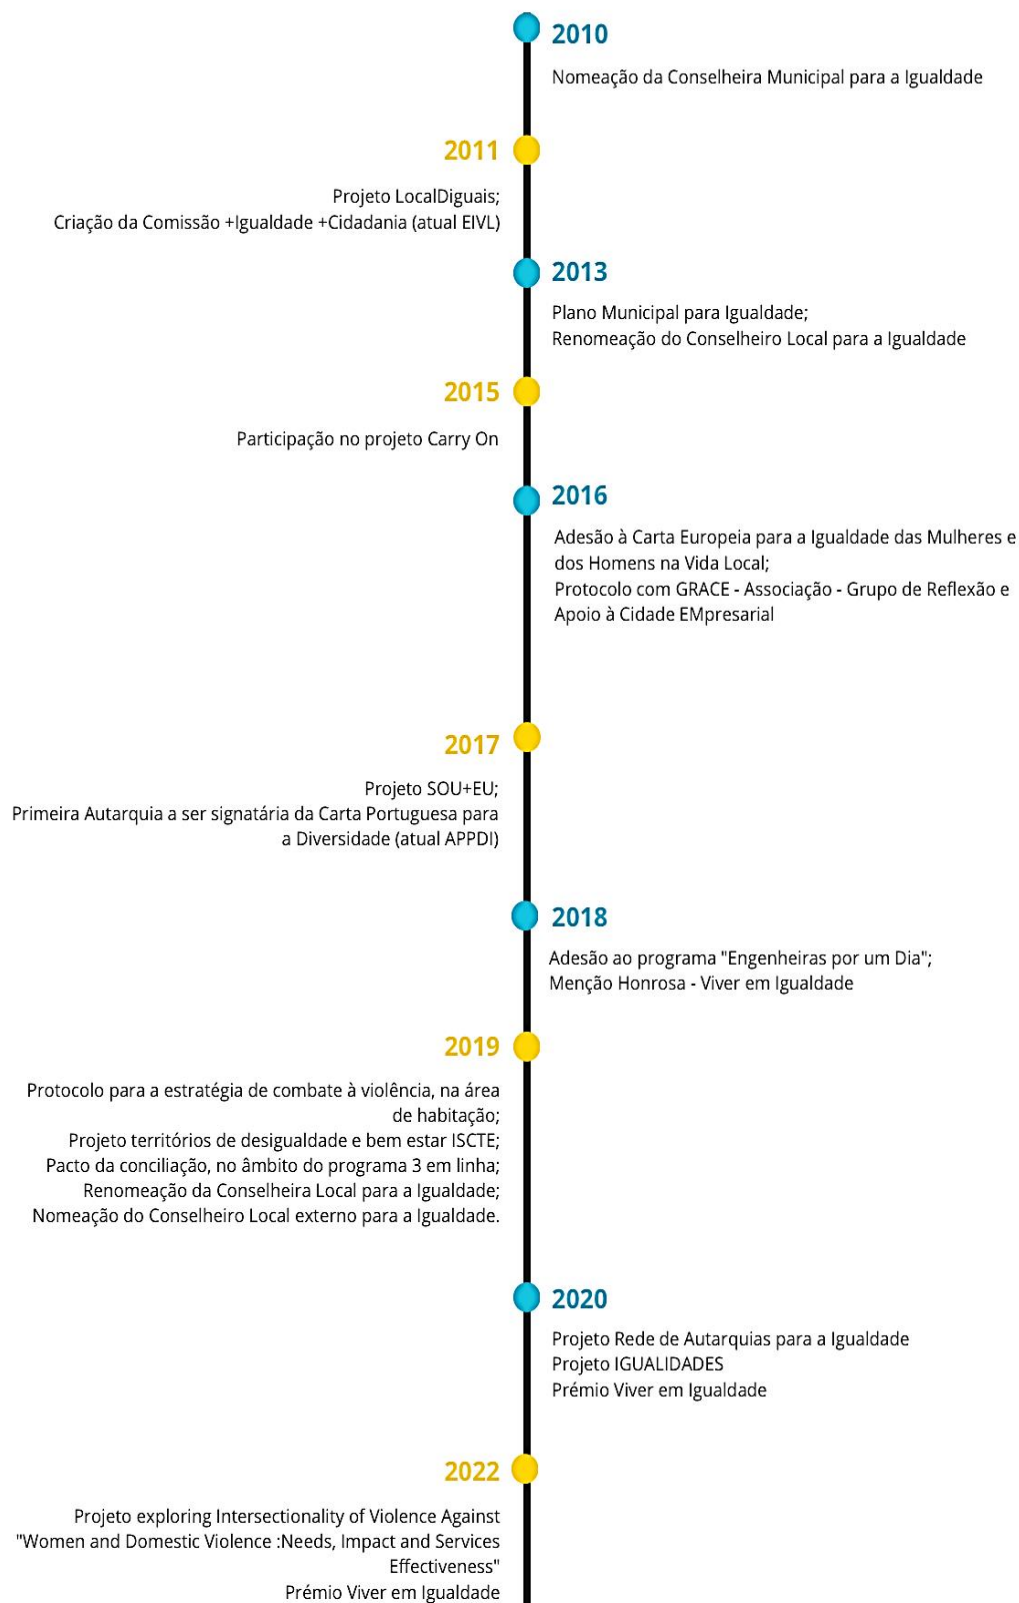 2010
Nomeação da Conselheira Municipal para a Igualdade
2011
Projeto LocalDiguais;
Criação da Comissão +Igualdade +Cidadania (atual EIVL)
2013
Plano Municipal para Igualdade;
Renomeação do Conselheiro Local para a Igualdade
2015
Participação no projeto Carry On
2016
Adesão à Carta Europeia para a Igualdade das Mulheres e
dos Homens na Vida Local;
Protocolo com GRACE - Associação - Grupo de Reflexão e
Apoio à Cidade EMpresarial
2017
Projeto SOU+EU;
Primeira Autarquia a ser signatária da Carta Portuguesa para
a Diversidade (atual APPDI)
2018
Adesão ao programa "Engenheiras por um Dia";
Menção Honrosa - Viver em Igualdade
2019
Protocolo para a estratégia de combate à violência, na área
de habitação;
Projeto territórios de desigualdade e bem estar ISCTE;
Pacto da conciliação, no âmbito do programa 3 em linha;
Renomeação da Conselheira Local para a Igualdade;
Nomeação do Conselheiro Local externo para a Igualdade.
2020
Projeto Rede de Autarquias para a Igualdade
Projeto IGUALIDADES
Prémio Viver em Igualdade
2022
Projeto exploring Intersectionality of Violence Against
"Women and Domestic Violence :Needs, Impact and Services
Effectiveness"
Prémio Viver em Igualdade